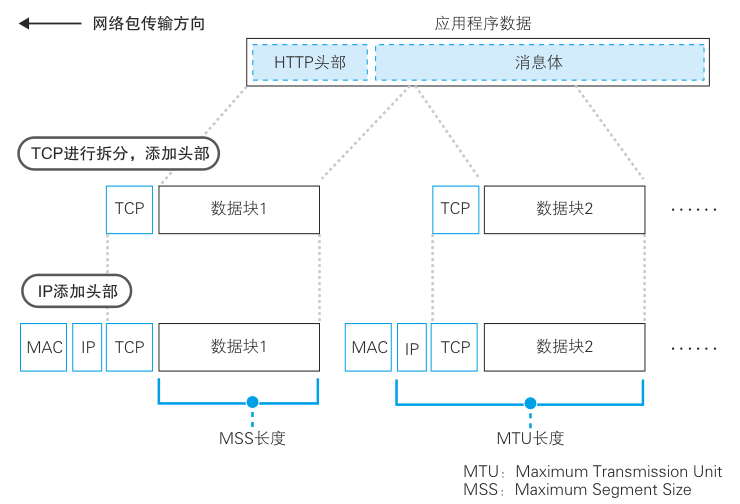 网络包传输方向
应用程序数据
HTTP头部 消息体
TCP进行拆分，添加头部
TCP 数据块1 TCP 数据块2 ······
IP添加头部
MAC IP TCP 数据块1 MAC IP TCP 数据块2 ······
MSS长度 MTU长度
MTU：Maximum Transmission Unit
MSS：Maximum Segment Size